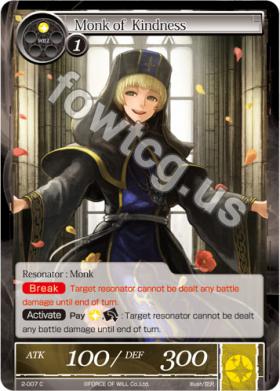 Monk of Kindness
WILL
1
fowtcg.us
Resonator : Monk
Break Target resonator cannot be dealt any battle
damage until end of turn.
Activate Pay : Target resonator cannot be dealt
any battle damage until end of turn.
ATK 100/ DEF 300
2-007 C ©FORCE OF WILL Co.Ltd.